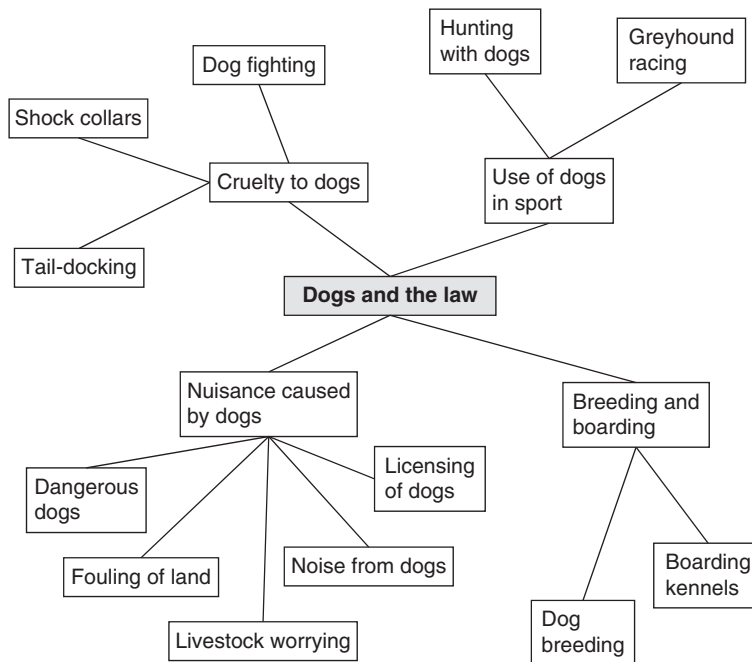 Hunting
with dogs
Greyhound
racing
Dog fighting
Shock collars
Cruelty to dogs
Use of dogs
in sport
Tail-docking
Dogs and the law
Nuisance caused
by dogs
Breeding and
boarding
Licensing
of dogs
Dangerous
dogs
Fouling of land
Noise from dogs
Boarding
kennels
Livestock worrying
Dog
breeding